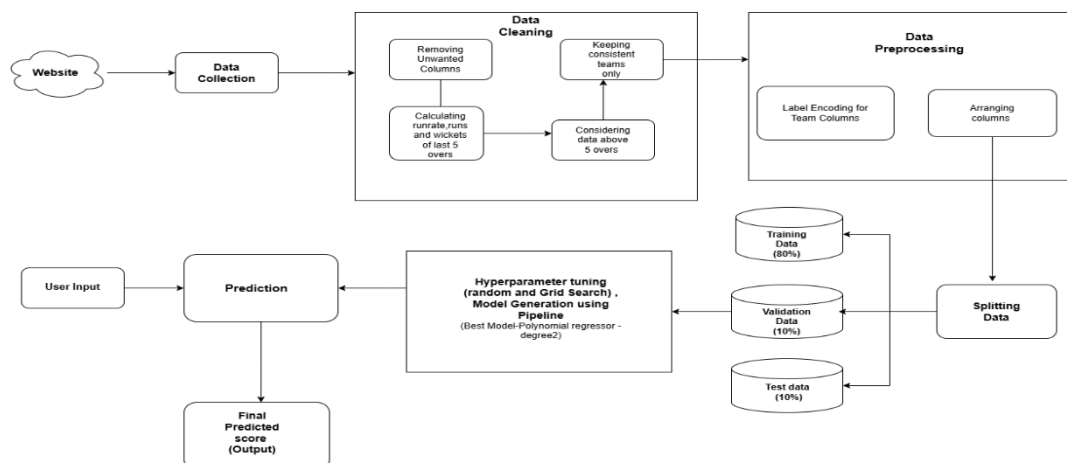 Website
Data
Collection
Data
Cleaning
Removing
Unwanted
Columns
Calculating
runrate,runs
and wickets
of last 5
overs
Considering
data above
5 overs
Keeping
consistent
teams
only
Data
Preprocessing
Label Encoding for
Team Columns
Arranging
columns
Splitting
Data
Training
Data
(80%)
Validation
Data
(10%)
Test data
(10%)
Hyperparameter tuning
(random and Grid Search) ,
Model Generation using
Pipeline
(Best Model-Polynomial regressor -
degree2)
User Input
Prediction
Final
Predicted
score
(Output)